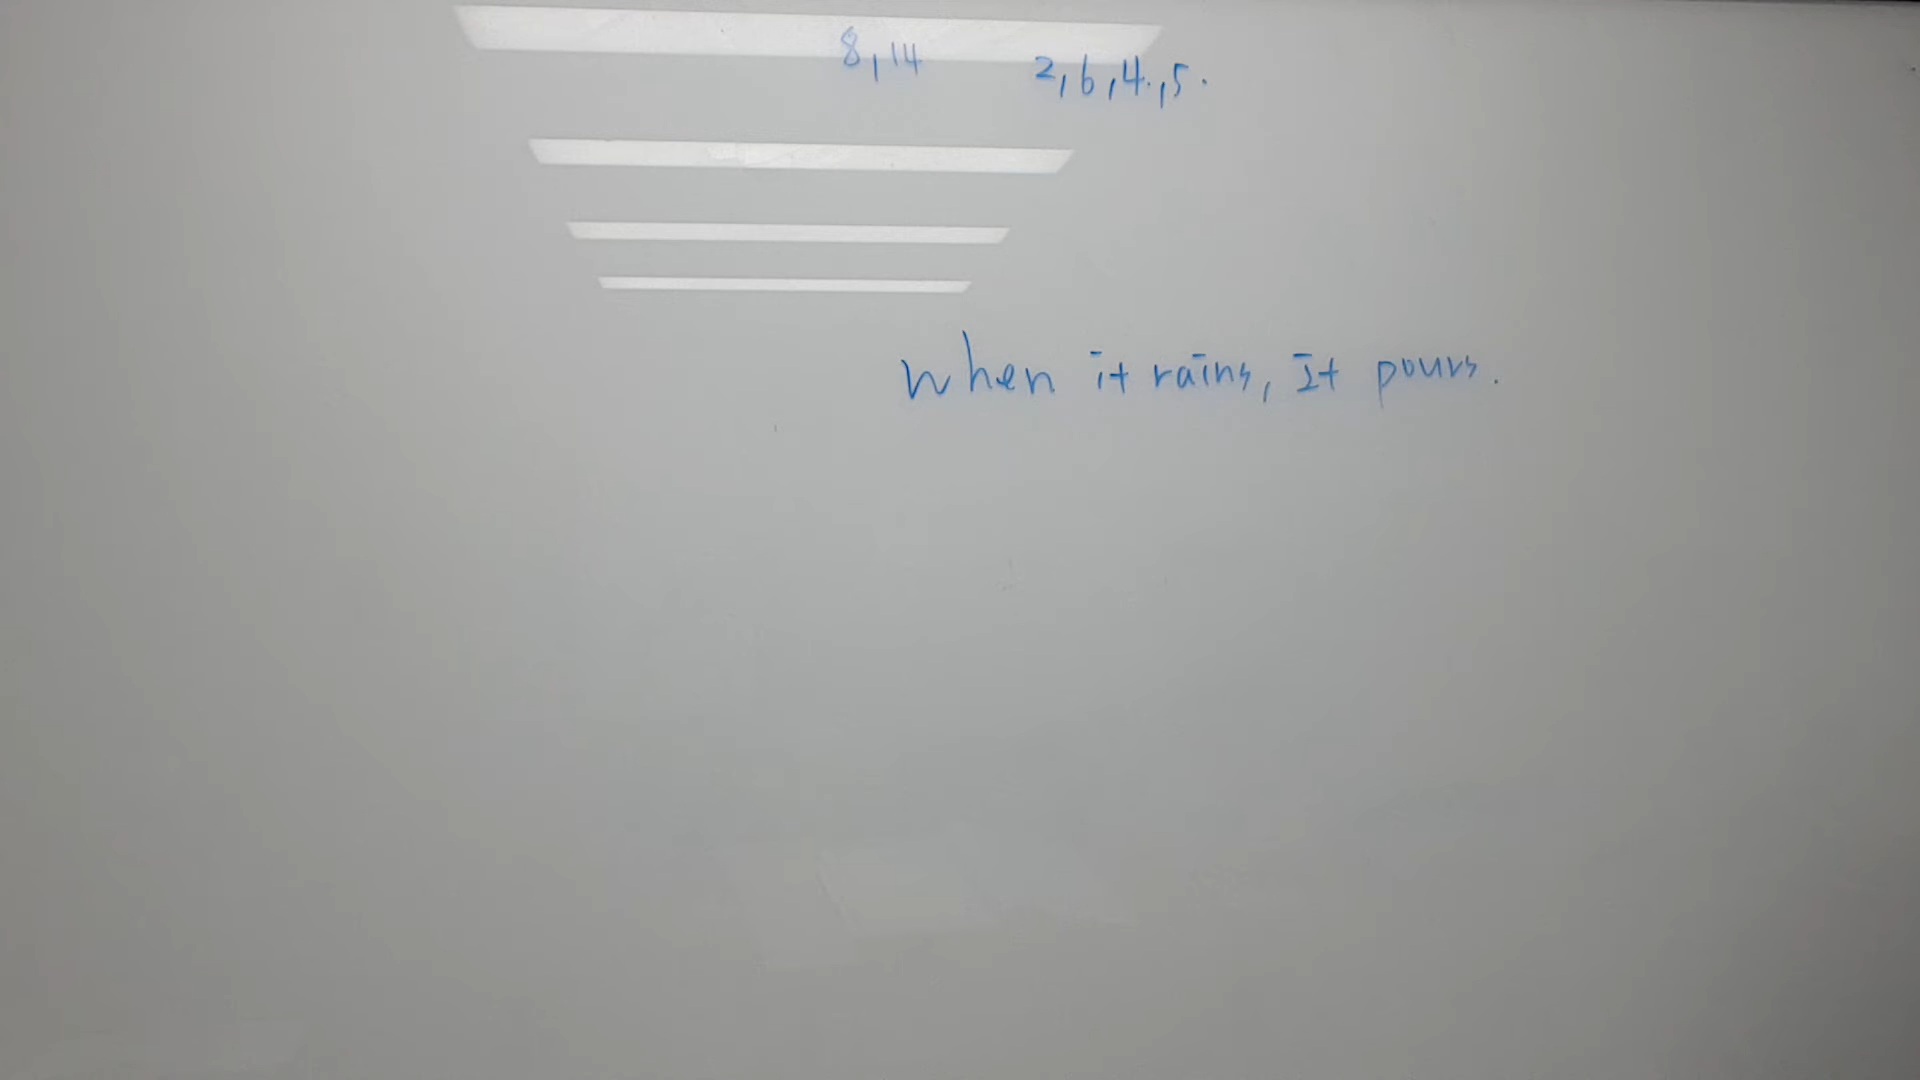 8,14 2,6,4.,5.
When it rains, It pours.